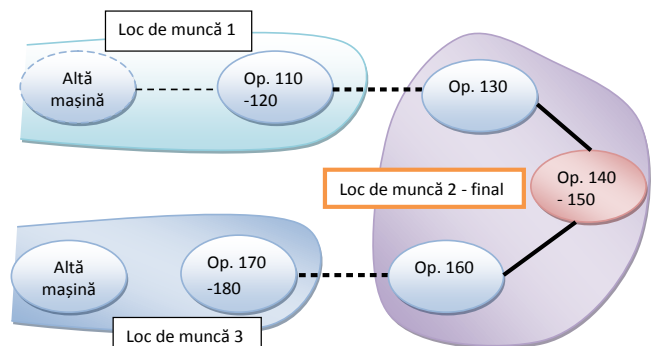 Loc de muncă 1
Altă
mașină
Op. 110
-120
Op. 130
Loc de muncă 2 - final
Op. 140
- 150
Altă
mașină
Op. 170
-180
Op. 160
Loc de muncă 3